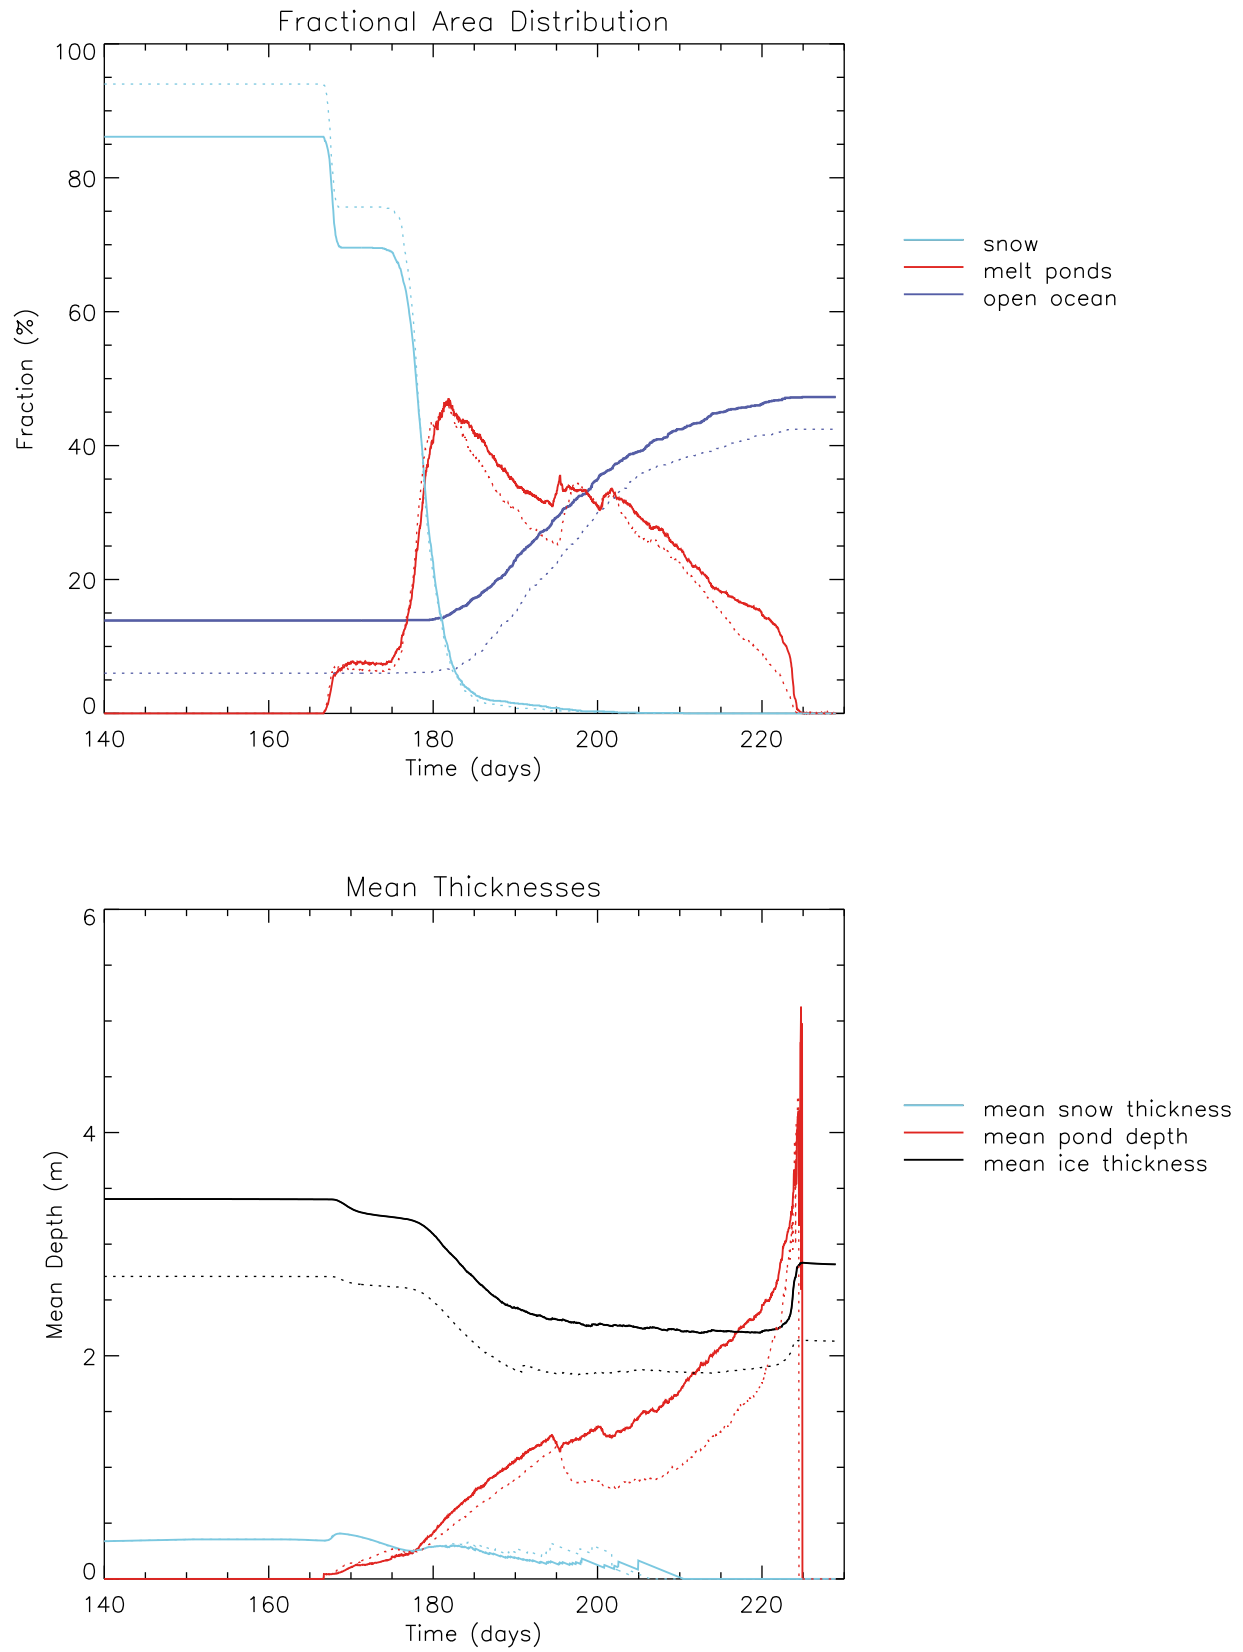 Fractional Area Distribution
100
80
60
40
20
0
Fraction (%)
140 160 180 200 220
Time (days)
snow
melt ponds
open ocean
Mean Thicknesses
6
4
2
0
Mean Depth (m)
140 160 180 200 220
Time (days)
mean snow thickness
mean pond depth
mean ice thickness